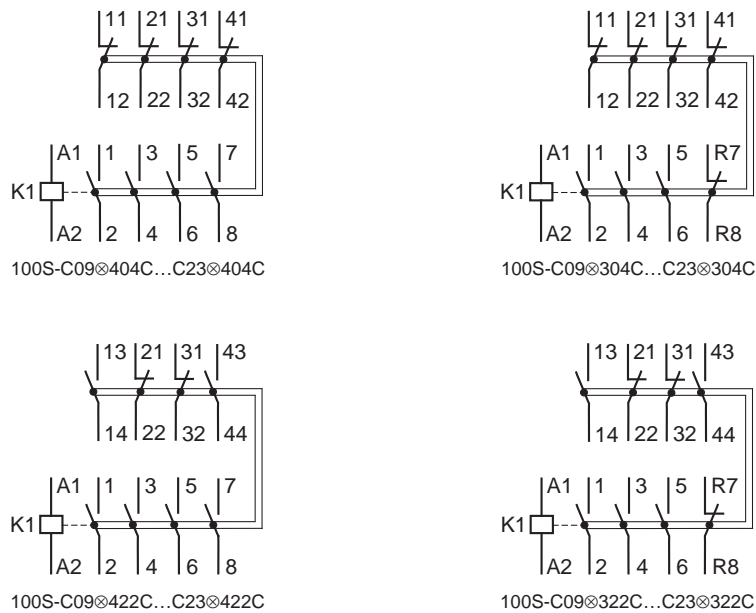 11 21 31 41
12 22 32 42
A1 1 3 5 7
K1
A2 2 4 6 8
100S-C09⊗404C…C23⊗404C
11 21 31 41
12 22 32 42
A1 1 3 5 R7
K1
A2 2 4 6 R8
100S-C09⊗304C…C23⊗304C
13 21 31 43
14 22 32 44
A1 1 3 5 7
K1
A2 2 4 6 8
100S-C09⊗422C…C23⊗422C
13 21 31 43
14 22 32 44
A1 1 3 5 R7
K1
A2 2 4 6 R8
100S-C09⊗322C…C23⊗322C